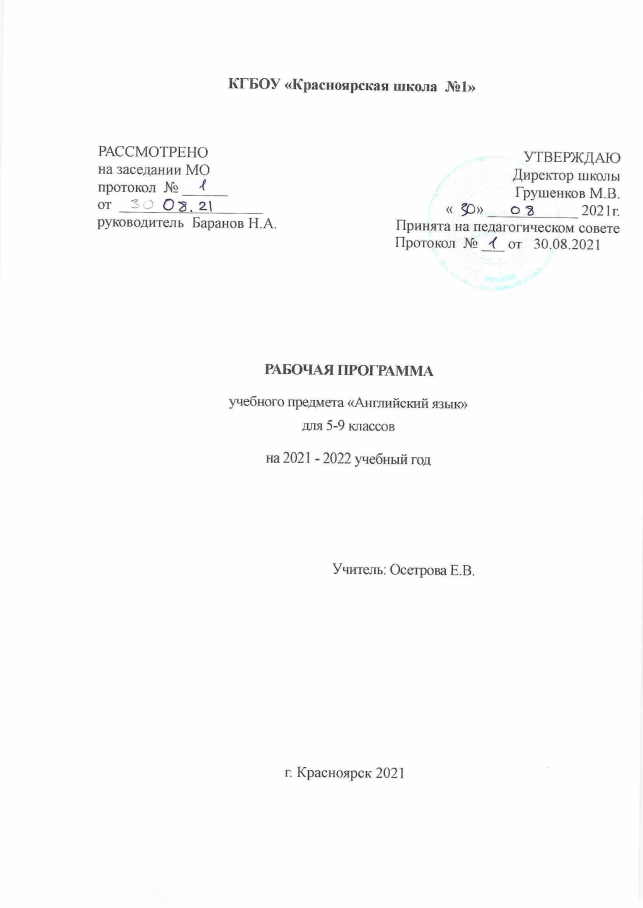 КГБОУ «Красноярская школа №1»
РАССМОТРЕНО
на заседании МО
протокол № 1
от 30 08.21
руководитель Баранов Н.А.
УТВЕРЖДАЮ
Директор школы
Грушенков М.В.
« 30» 08 2021г.
Принята на педагогическом совете
Протокол № 1 от 30.08.2021
РАБОЧАЯ ПРОГРАММА
учебного предмета «Английский язык»
для 5-9 классов
на 2021 - 2022 учебный год
Учитель: Осетрова Е.В.
г. Красноярск 2021